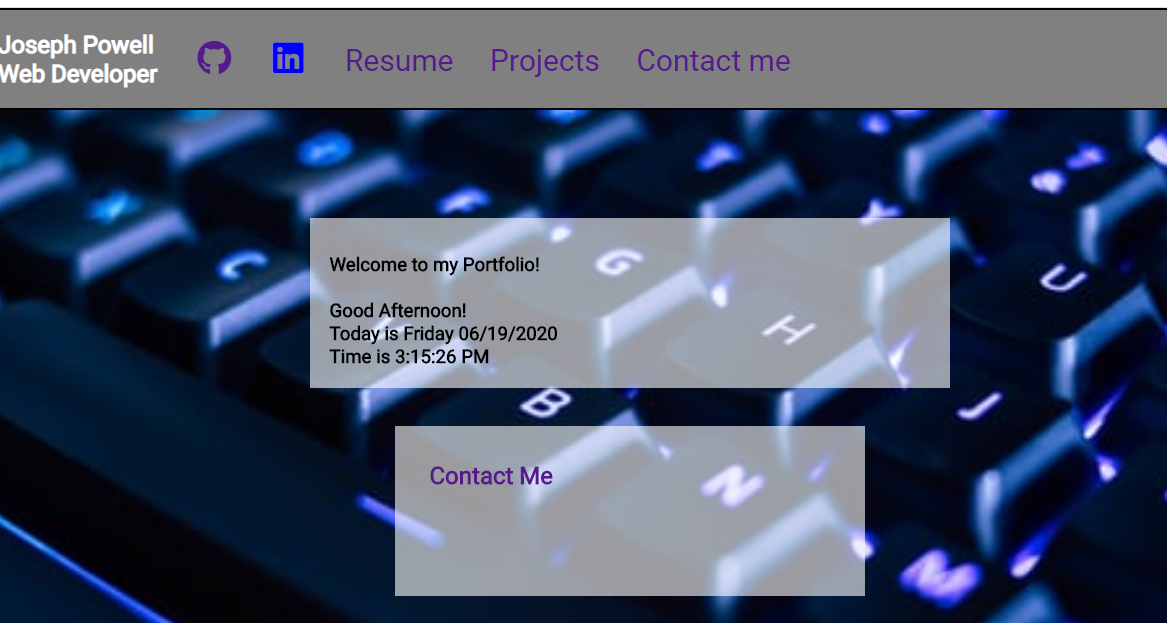 Joseph Powell
Web Developer
in
Resume
Projects
Contact me
Y
C
G
U
Welcome to my Portfolio!
Good Afternoon!
Today is Friday 06/19/2020
H
Time is 3:15:26 PM
B
J
Contact Me
N
M